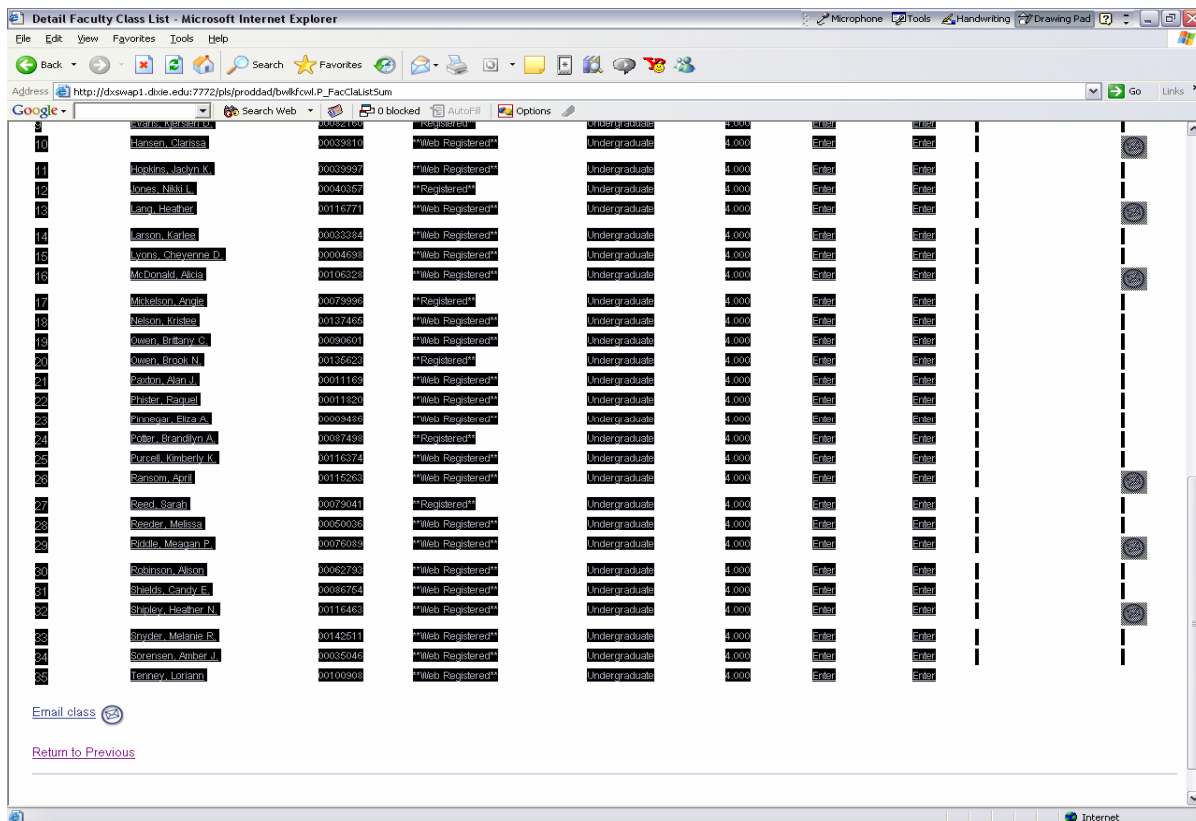 Detail Faculty Class List - Microsoft Internet Explorer Microphone Tools Handwriting Drawing Pad
File Edit View Favorites Tools Help
Back Search Favorites
Address http://dxswap1.dixie.edu:7772/pls/proddad/bwlkfcwl.P_FacClaListSum Go Links
Google Search Web 0 blocked AutoFill Options
9 Evans, Kjersten D. 00082160 **Registered** Undergraduate 4.000 Enter Enter
10 Hansen, Clarissa 00039810 **Web Registered** Undergraduate 4.000 Enter Enter
11 Hopkins, Jaclyn K. 00039997 **Web Registered** Undergraduate 4.000 Enter Enter
12 Jones, Nikki L. 00040357 **Registered** Undergraduate 4.000 Enter Enter
13 Lang, Heather 00116771 **Web Registered** Undergraduate 4.000 Enter Enter
14 Larson, Karlee 00033384 **Web Registered** Undergraduate 4.000 Enter Enter
15 Lyons, Cheyenne D. 00004698 **Web Registered** Undergraduate 4.000 Enter Enter
16 McDonald, Alicia 00106328 **Web Registered** Undergraduate 4.000 Enter Enter
17 Mickelson, Angie 00079996 **Registered** Undergraduate 4.000 Enter Enter
18 Nelson, Kristee 00137465 **Web Registered** Undergraduate 4.000 Enter Enter
19 Owen, Brittany C. 00090601 **Web Registered** Undergraduate 4.000 Enter Enter
20 Owen, Brook N. 00135623 **Registered** Undergraduate 4.000 Enter Enter
21 Paxton, Alan J. 00011169 **Web Registered** Undergraduate 4.000 Enter Enter
22 Phister, Raquel 00011820 **Web Registered** Undergraduate 4.000 Enter Enter
23 Pinnegar, Eliza A. 00009486 **Web Registered** Undergraduate 4.000 Enter Enter
24 Potter, Brandilyn A. 00087498 **Registered** Undergraduate 4.000 Enter Enter
25 Purcell, Kimberly K. 00116374 **Web Registered** Undergraduate 4.000 Enter Enter
26 Ransom, April 00115263 **Web Registered** Undergraduate 4.000 Enter Enter
27 Reed, Sarah 00079041 **Registered** Undergraduate 4.000 Enter Enter
28 Reeder, Melissa 00050036 **Web Registered** Undergraduate 4.000 Enter Enter
29 Riddle, Meagan P. 00076089 **Web Registered** Undergraduate 4.000 Enter Enter
30 Robinson, Alison 00062793 **Web Registered** Undergraduate 4.000 Enter Enter
31 Shields, Candy E. 00086754 **Web Registered** Undergraduate 4.000 Enter Enter
32 Shipley, Heather N. 00116463 **Web Registered** Undergraduate 4.000 Enter Enter
33 Snyder, Melanie R. 00142511 **Web Registered** Undergraduate 4.000 Enter Enter
34 Sorensen, Amber J. 00035046 **Web Registered** Undergraduate 4.000 Enter Enter
35 Tenney, Loriann 00100908 **Web Registered** Undergraduate 4.000 Enter Enter
Email class
Return to Previous
Internet